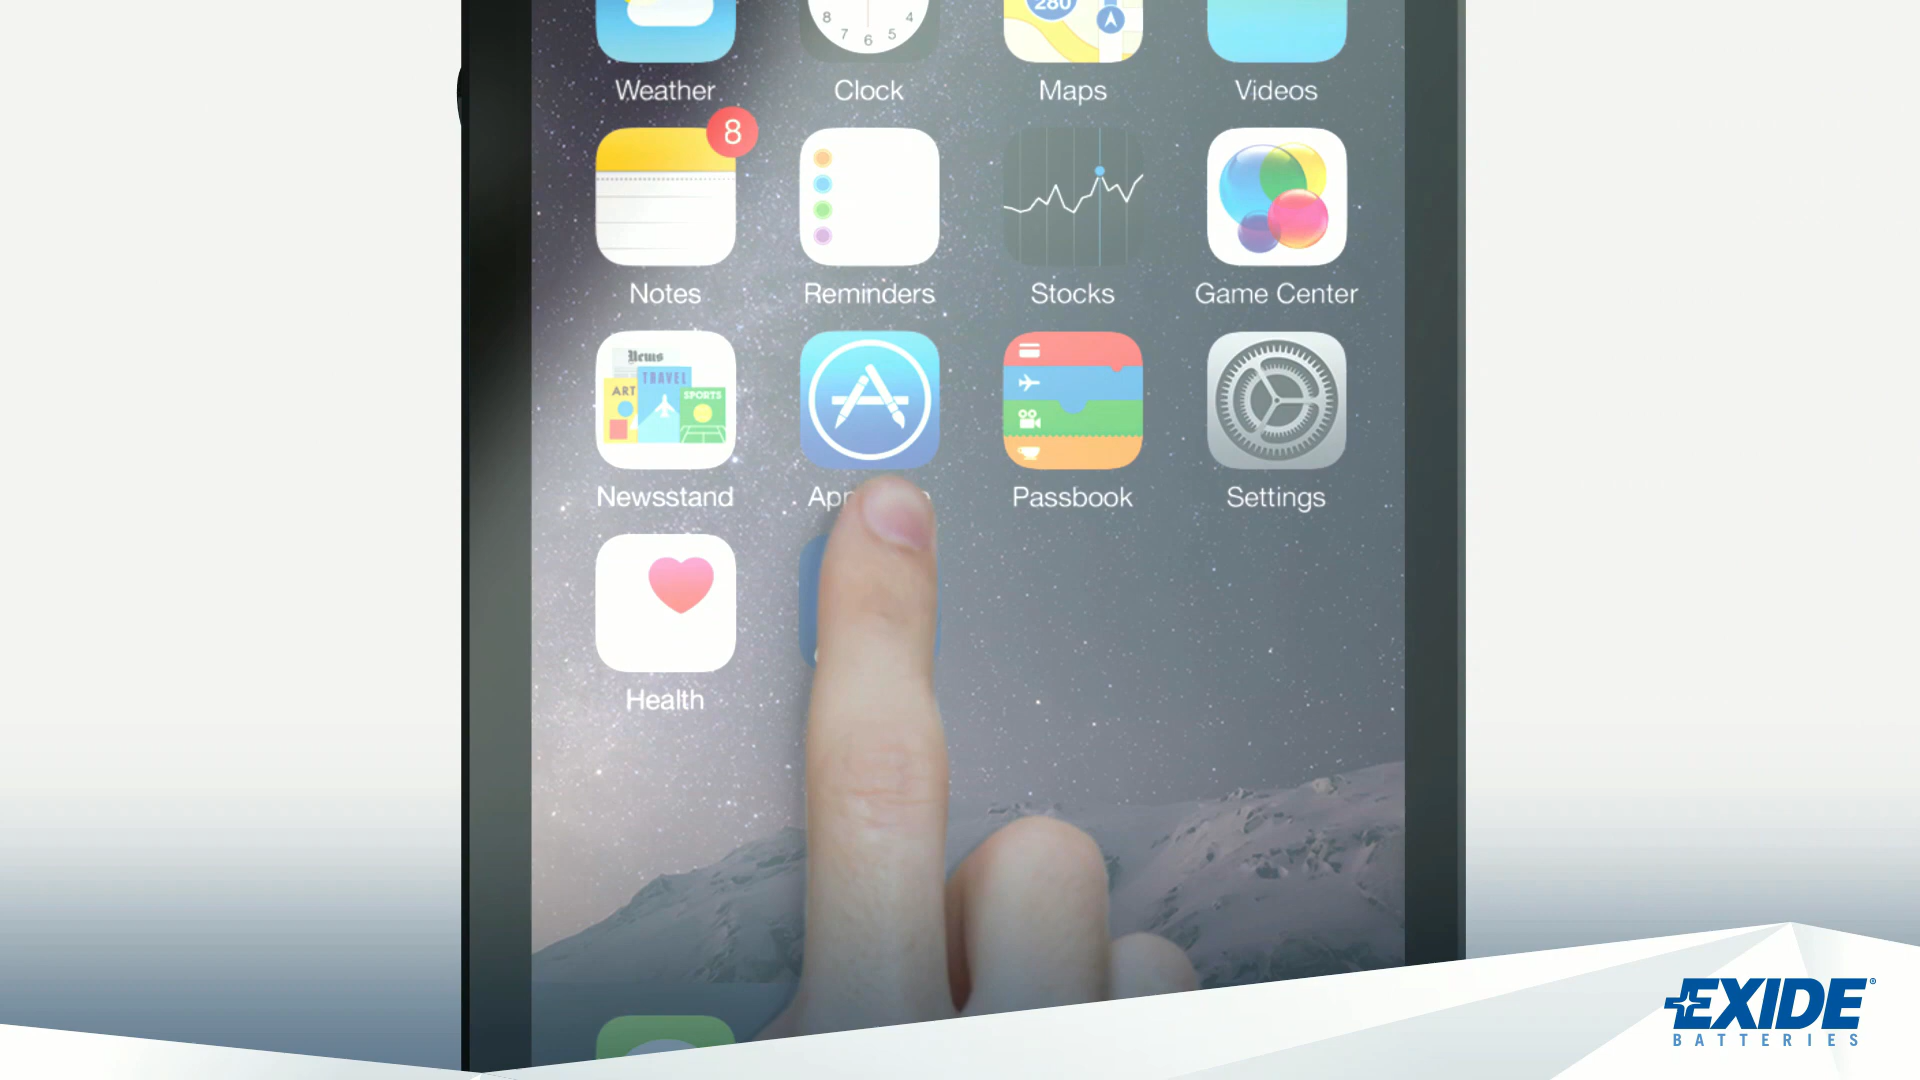 280
8 4
7 6 5
Weather Clock Maps Videos
8
Notes Reminders Stocks Game Center
News
TRAVEL
ART
SPORTS
Newsstand Passbook Settings
Health
EXIDE®
BATTERIES